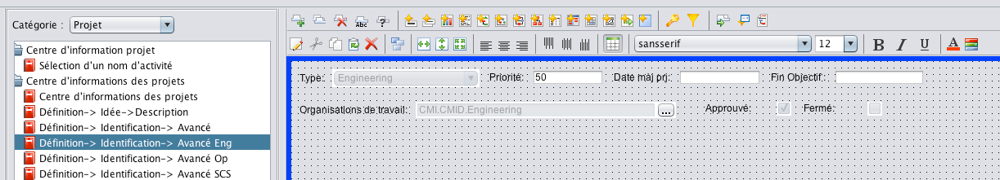 Catégorie : Projet
Centre d'information projet
Sélection d'un nom d'activité
Centre d'informations des projets
Centre d'informations des projets
Définition-> Idée->Description
Définition-> Identification-> Avancé
Définition-> Identification-> Avancé Eng
Définition-> Identification-> Avancé Op
Définition-> Identification-> Avancé SCS
Abc ?
sansserif 12 B I U A
Type: Engineering Priorité: 50 Date màj prj: Fin Objectif :
Organisations de travail: CMI.CMID.Engineering ... Approuvé: Fermé: